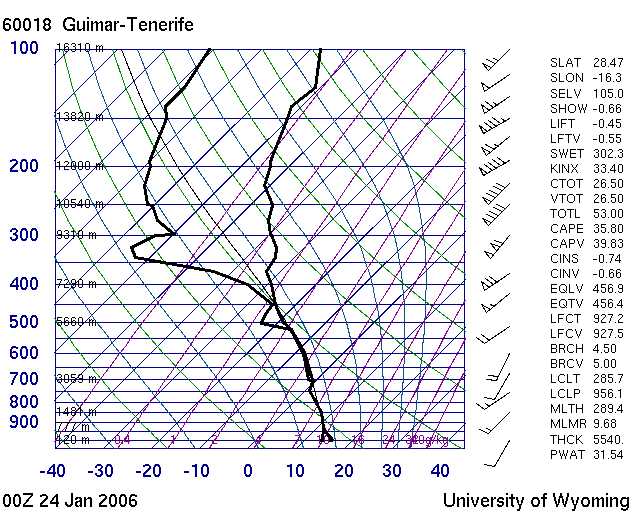 60018 Guimar-Tenerife
100 16310 m
13820 m
200 12000 m
10540 m
300 9310 m
400 7290 m
500 5660 m
600
700 3059 m
800 1481 m
900
120 m 0.4 1 2 4 7 10 16 24 32 40g/kg
-40 -30 -20 -10 0 10 20 30 40
SLAT 28.47
SLON -16.3
SELV 105.0
SHOW -0.66
LIFT -0.45
LFTV -0.55
SWET 302.3
KINX 33.40
CTOT 26.50
VTOT 26.50
TOTL 53.00
CAPE 35.80
CAPV 39.83
CINS -0.74
CINV -0.66
EQLV 456.9
EQTV 456.4
LFCT 927.2
LFCV 927.5
BRCH 4.50
BRCV 5.00
LCLT 285.7
LCLP 956.1
MLTH 289.4
MLMR 9.68
THCK 5540.
PWAT 31.54
00Z 24 Jan 2006 University of Wyoming